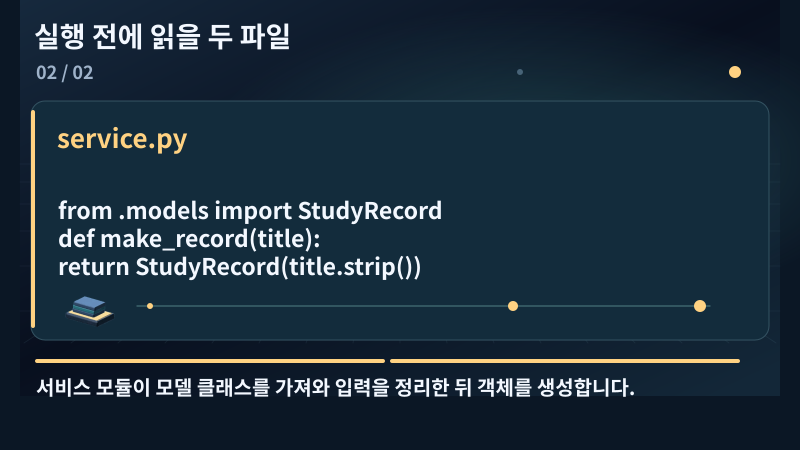 실행 전에 읽을 두 파일
02 / 02
service.py
from .models import StudyRecord
def make_record(title):
return StudyRecord(title.strip())
서비스 모듈이 모델 클래스를 가져와 입력을 정리한 뒤 객체를 생성합니다.